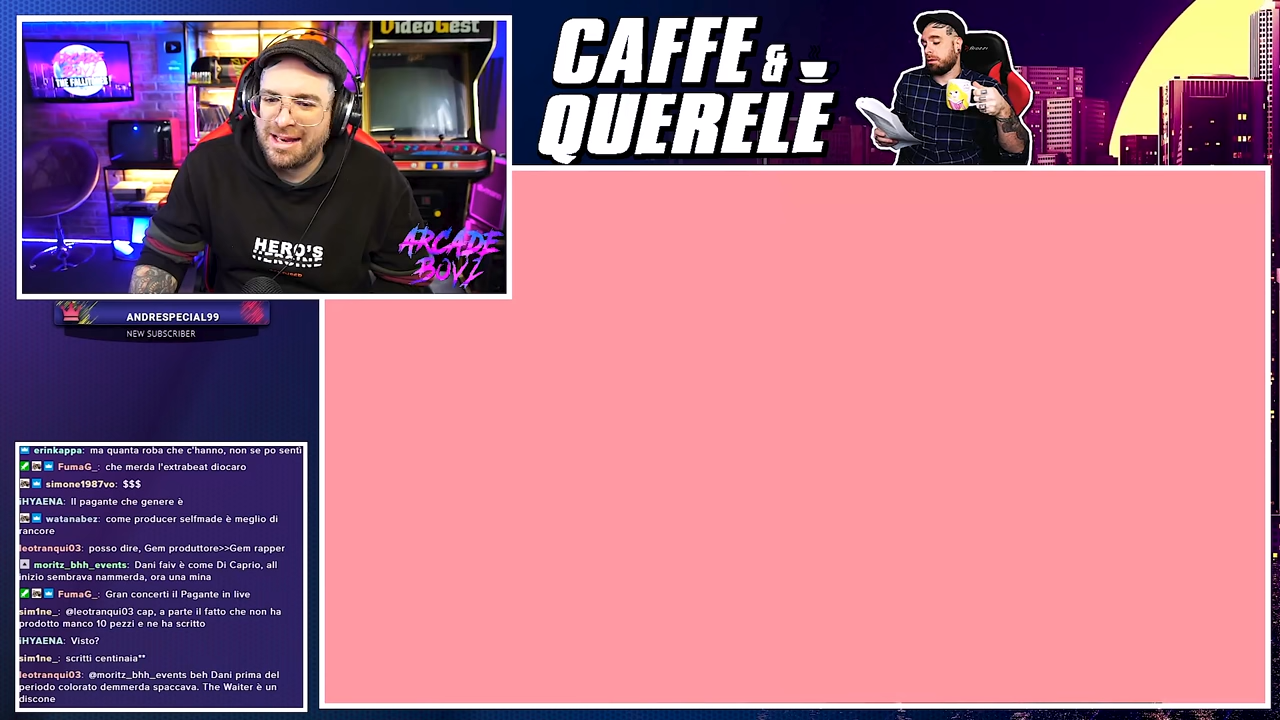 VideoGest
CAFFE &
QUERELE
THE FALLITONES
HERO'S
HEROINE
ARCADE
BOYZ
ANDRESPECIAL99
NEW SUBSCRIBER
erinkappa: ma quanta roba che c'hanno, non se po senti
FumaG_: che merda l'extrabeat diocaro
simone1987vo: $$$
iHYAENA: Il pagante che genere è
watanabez: come producer selfmade è meglio di
rancore
leotranqui03: posso dire, Gem produttore>>Gem rapper
moritz_bhh_events: Dani faiv è come Di Caprio, all
inizio sembrava nammerda, ora una mina
FumaG_: Gran concerti il Pagante in live
sim1ne_: @leotranqui03 cap, a parte il fatto che non ha
prodotto manco 10 pezzi e ne ha scritto
iHYAENA: Visto?
sim1ne_: scritti centinaia**
leotranqui03: @moritz_bhh_events beh Dani prima del
periodo colorato demmerda spaccava. The Waiter è un
discone